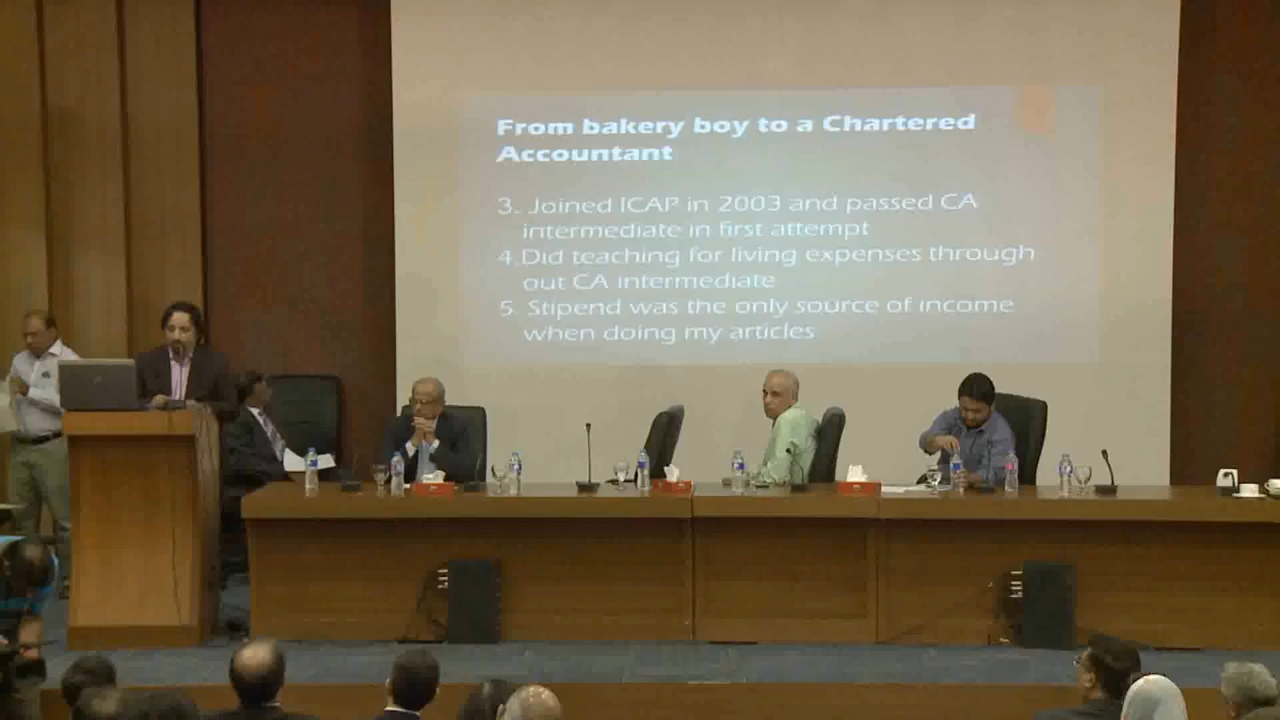 From bakery boy to a Chartered
Accountant
3. Joined ICAP in 2003 and passed CA
intermediate in first attempt
4.Did teaching for living expenses through
out CA intermediate
5. Stipend was the only source of income
when doing my articles